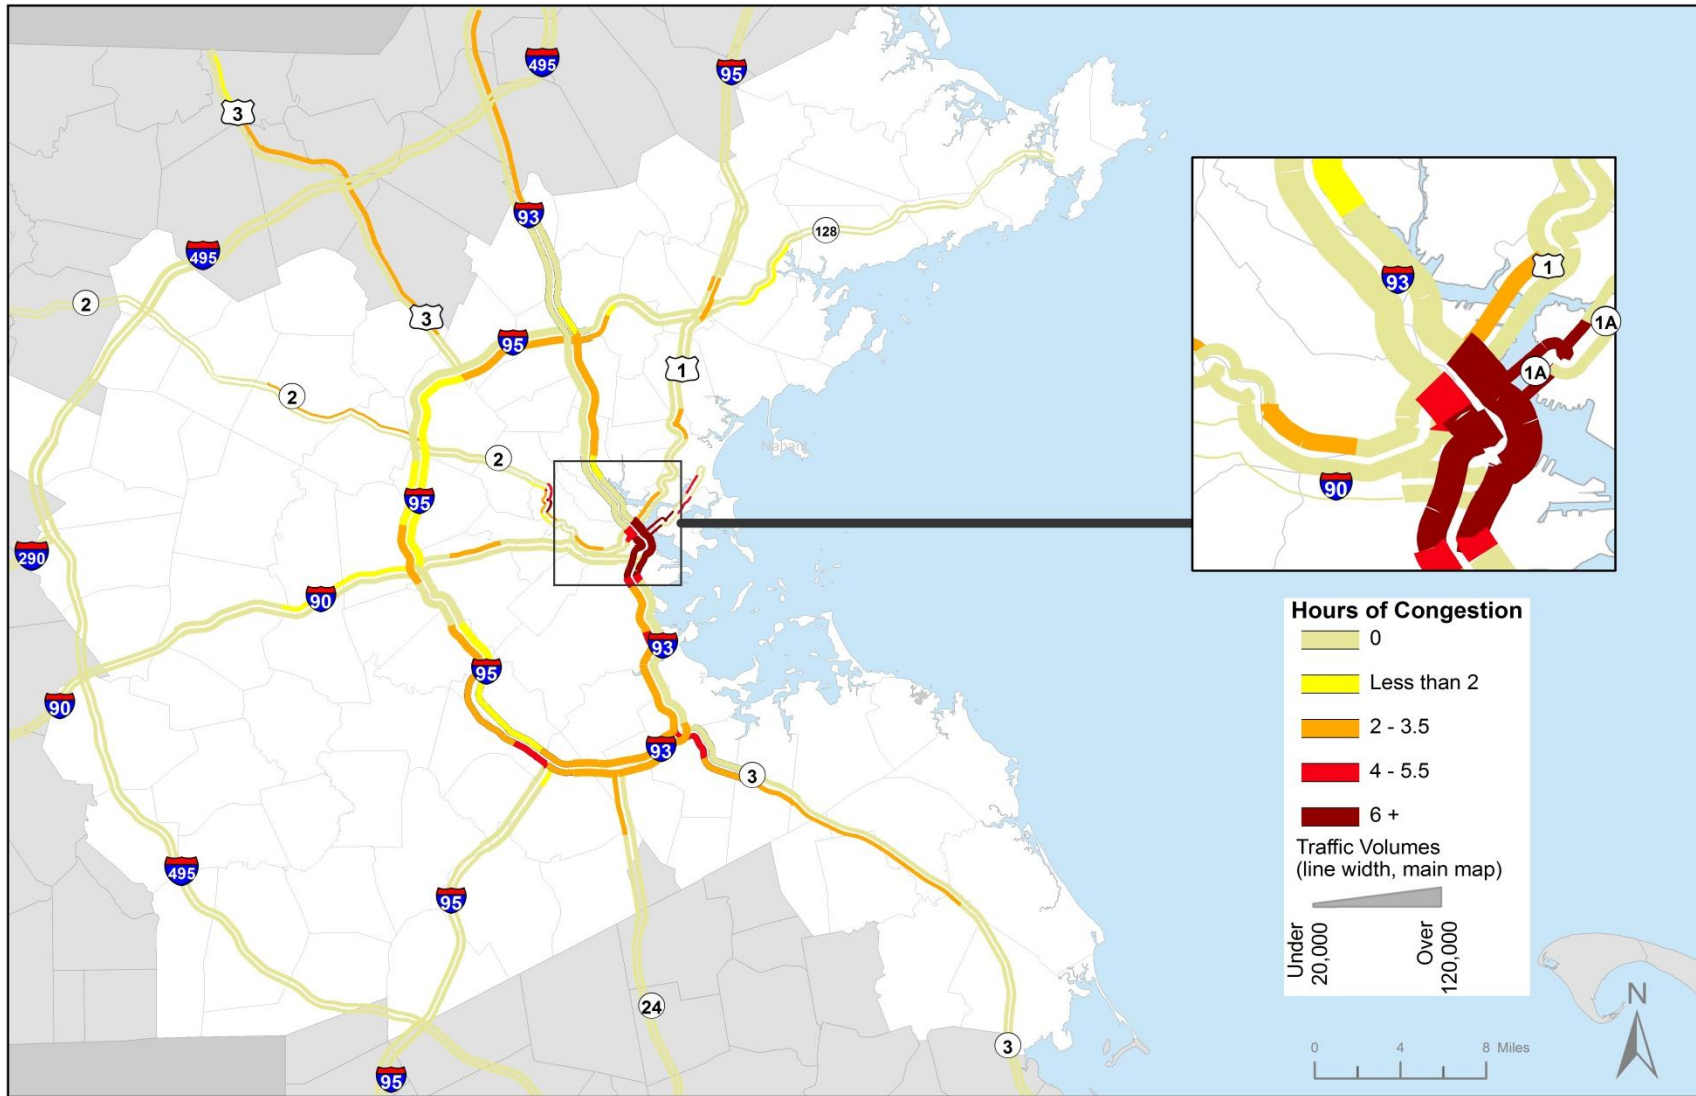 495
95
3
93
128
495
2
3
95
1
2
2
Nahant
95
290
90
93
95
90
93
3
495
95
24
3
95
1
93
1A
1A
90
Hours of Congestion
0
Less than 2
2 - 3.5
4 - 5.5
6 +
Traffic Volumes
(line width, main map)
Under
20,000
Over
120,000
N
0 4 8 Miles